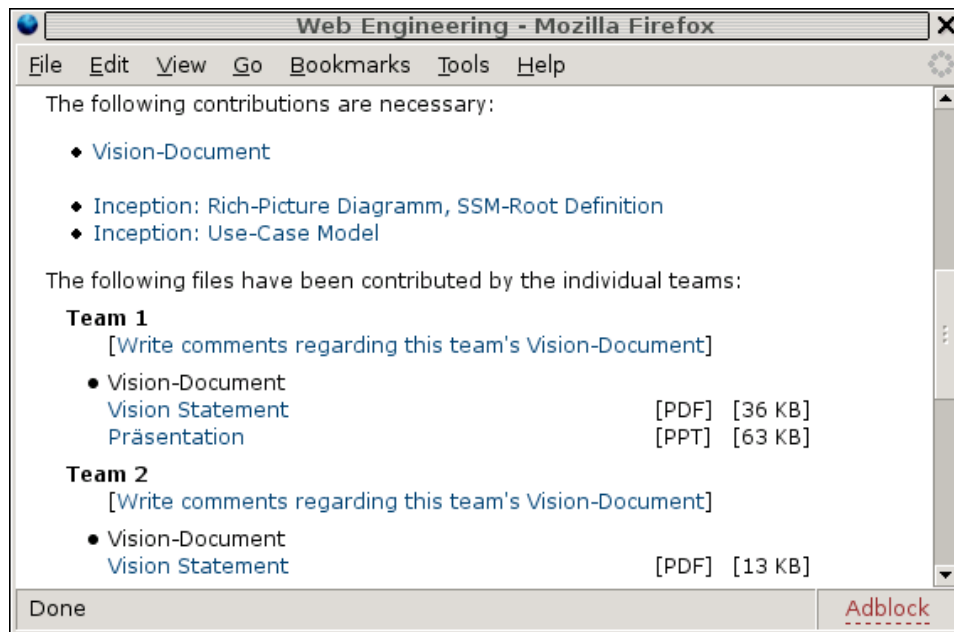 Web Engineering - Mozilla Firefox
File Edit View Go Bookmarks Tools Help
The following contributions are necessary:
Vision-Document
Inception: Rich-Picture Diagramm, SSM-Root Definition
Inception: Use-Case Model
The following files have been contributed by the individual teams:
Team 1
[Write comments regarding this team's Vision-Document]
Vision-Document
Vision Statement [PDF] [36 KB]
Präsentation [PPT] [63 KB]
Team 2
[Write comments regarding this team's Vision-Document]
Vision-Document
Vision Statement [PDF] [13 KB]
Done Adblock